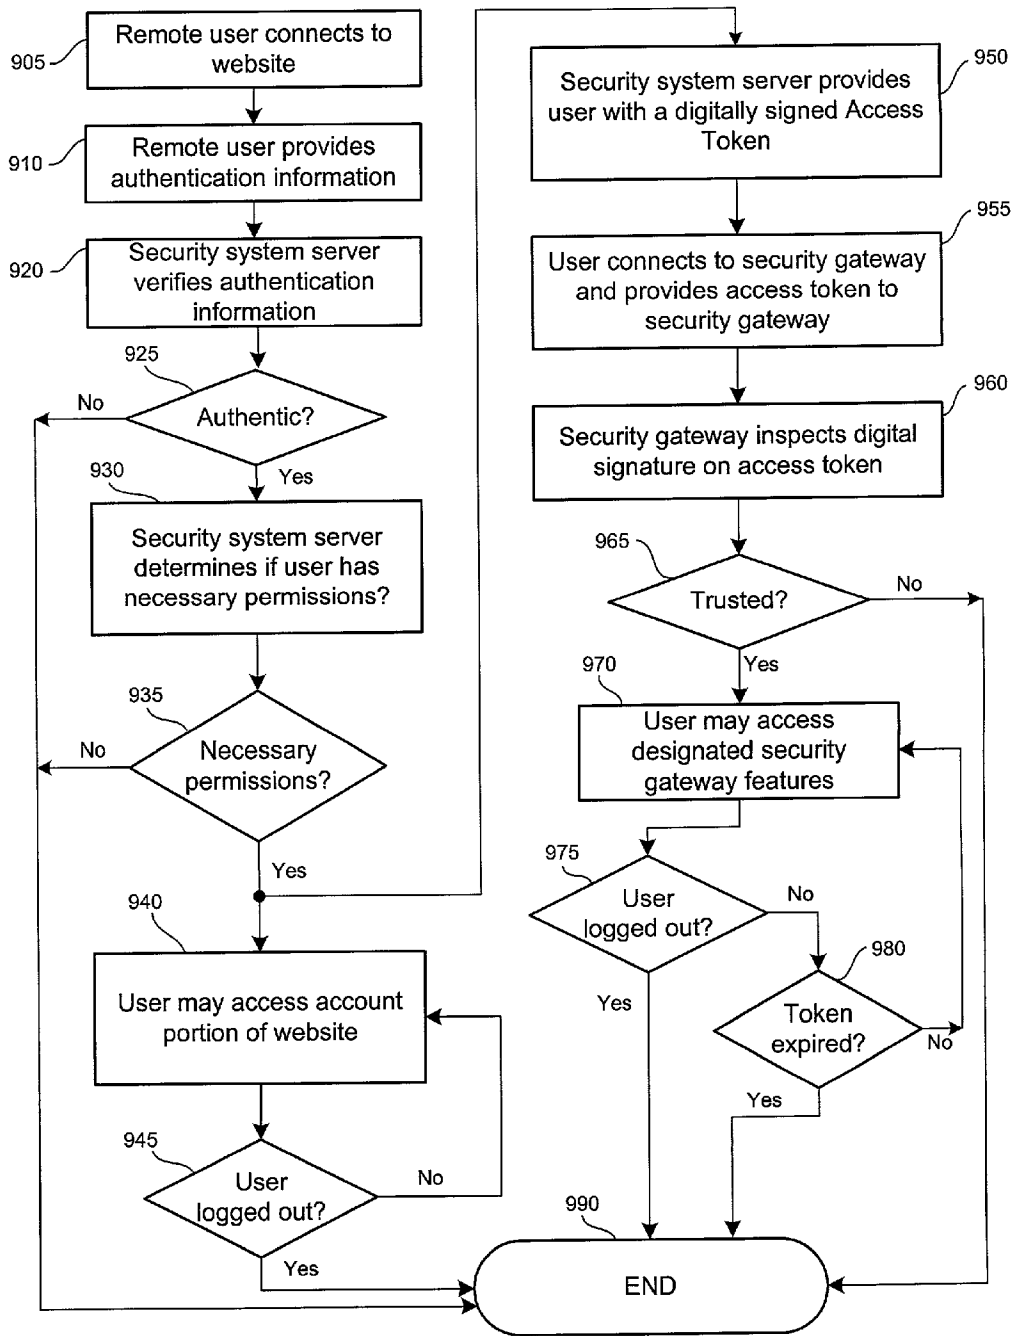 905
Remote user connects to
website
910
Remote user provides
authentication information
920
Security system server
verifies authentication
information
925
No
Authentic?
Yes
930
Security system server
determines if user has
necessary permissions?
935
No
Necessary
permissions?
Yes
940
User may access account
portion of website
945
User
logged out?
No
Yes
950
Security system server provides
user with a digitally signed Access
Token
955
User connects to security gateway
and provides access token to
security gateway
960
Security gateway inspects digital
signature on access token
965
Trusted?
No
Yes
970
User may access
designated security
gateway features
975
User
logged out?
No
Yes
980
Token
expired?
No
Yes
990
END